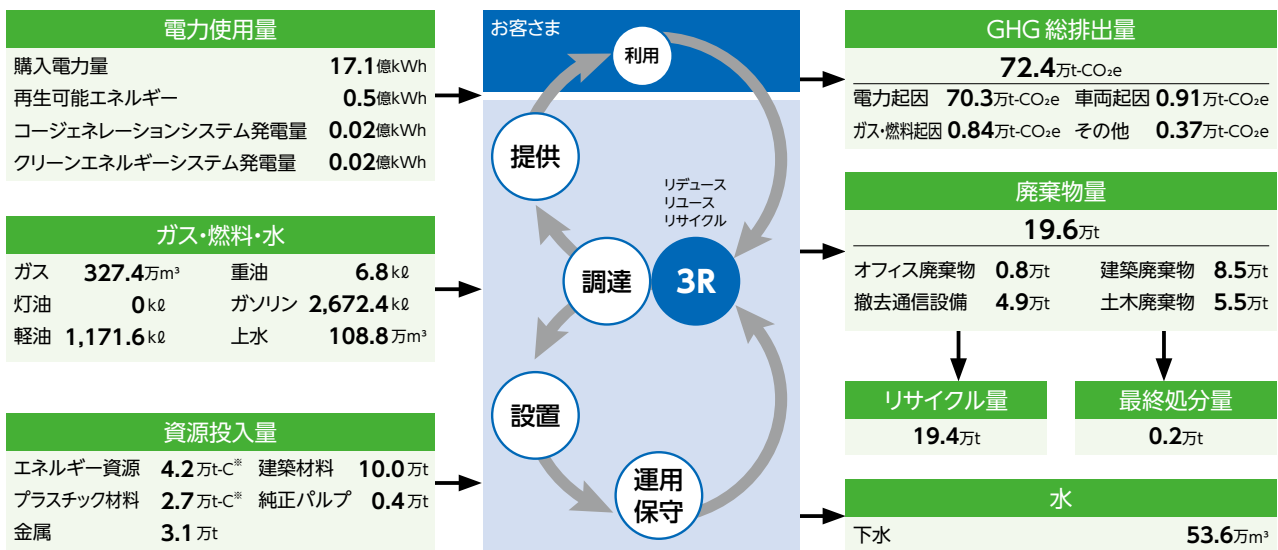 電力使用量
購入電力量 17.1億kWh
再生可能エネルギー 0.5億kWh
コージェネレーションシステム発電量 0.02億kWh
クリーンエネルギーシステム発電量 0.02億kWh
ガス・燃料・水
ガス 327.4万m³ 重油 6.8kℓ
灯油 0kℓ ガソリン 2,672.4kℓ
軽油 1,171.6kℓ 上水 108.8万m³
資源投入量
エネルギー資源 4.2万t-C※ 建築材料 10.0万t
プラスチック材料 2.7万t-C※ 純正パルプ 0.4万t
金属 3.1万t
お客さま
利用
提供
リデュース
リユース
リサイクル
調達
3R
設置
運用
保守
GHG総排出量
72.4万t-CO₂e
電力起因 70.3万t-CO₂e 車両起因 0.91万t-CO₂e
ガス・燃料起因 0.84万t-CO₂e その他 0.37万t-CO₂e
廃棄物量
19.6万t
オフィス廃棄物 0.8万t 建築廃棄物 8.5万t
撤去通信設備 4.9万t 土木廃棄物 5.5万t
リサイクル量
19.4万t
最終処分量
0.2万t
水
下水 53.6万m³